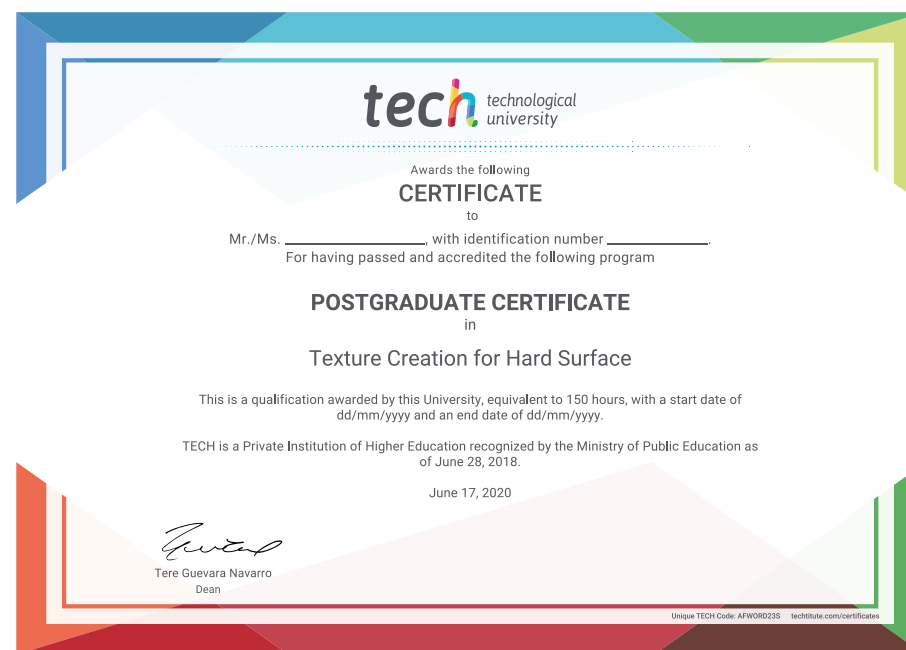 tech technological
university
Awards the following
CERTIFICATE
to
Mr./Ms. ____________________, with identification number __________________.
For having passed and accredited the following program
POSTGRADUATE CERTIFICATE
in
Texture Creation for Hard Surface
This is a qualification awarded by this University, equivalent to 150 hours, with a start date of
dd/mm/yyyy and an end date of dd/mm/yyyy.
TECH is a Private Institution of Higher Education recognized by the Ministry of Public Education as
of June 28, 2018.
June 17, 2020
Tere Guevara Navarro
Dean
Unique TECH Code: AFWORD23S techtitute.com/certificates